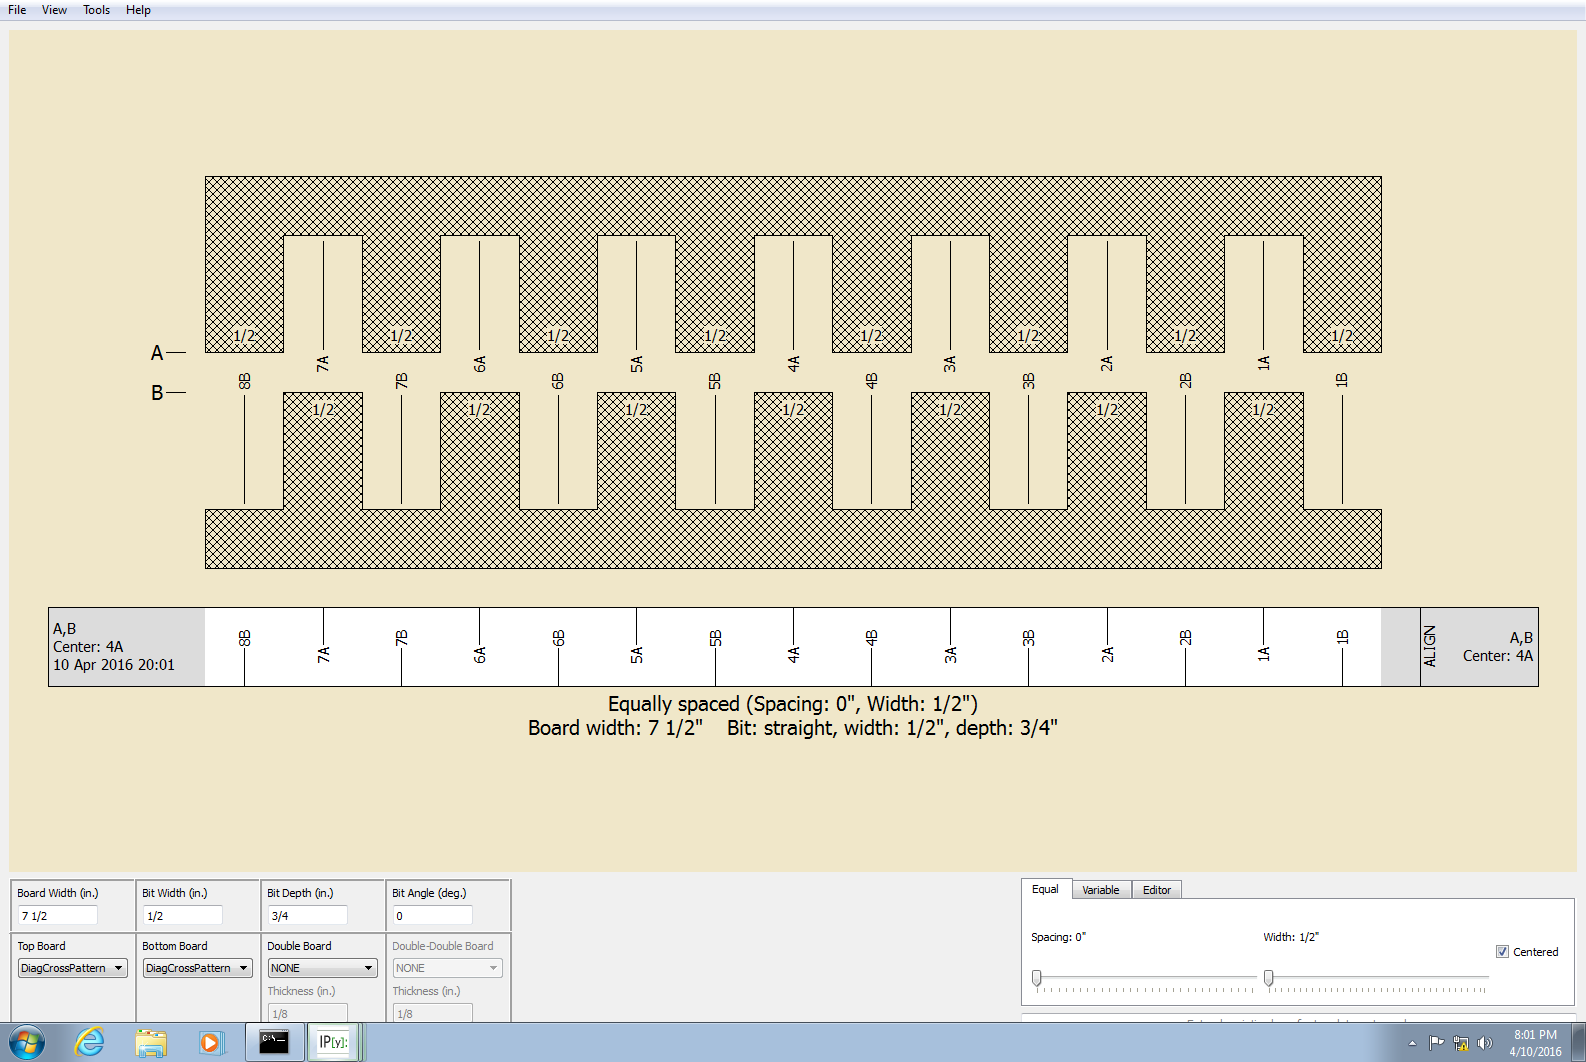 File View Tools Help
1/2 1/2 1/2 1/2 1/2 1/2 1/2 1/2
A
7A 6A 5A 4A 3A 2A 1A
8B 7B 6B 5B 4B 3B 2B 1B
B
1/2 1/2 1/2 1/2 1/2 1/2 1/2
A,B
Center: 4A
10 Apr 2016 20:01
8B 7A 7B 6A 6B 5A 5B 4A 4B 3A 3B 2A 2B 1A 1B
ALIGN
A,B
Center: 4A
Equally spaced (Spacing: 0", Width: 1/2")
Board width: 7 1/2" Bit: straight, width: 1/2", depth: 3/4"
Board Width (in.) Bit Width (in.) Bit Depth (in.) Bit Angle (deg.)
7 1/2 1/2 3/4 0
Top Board Bottom Board Double Board Double-Double Board
DiagCrossPattern DiagCrossPattern NONE NONE
Thickness (in.) Thickness (in.)
1/8 1/8
Equal Variable Editor
Spacing: 0" Width: 1/2"
Centered
C:\_
IP[y]:
8:01 PM
4/10/2016